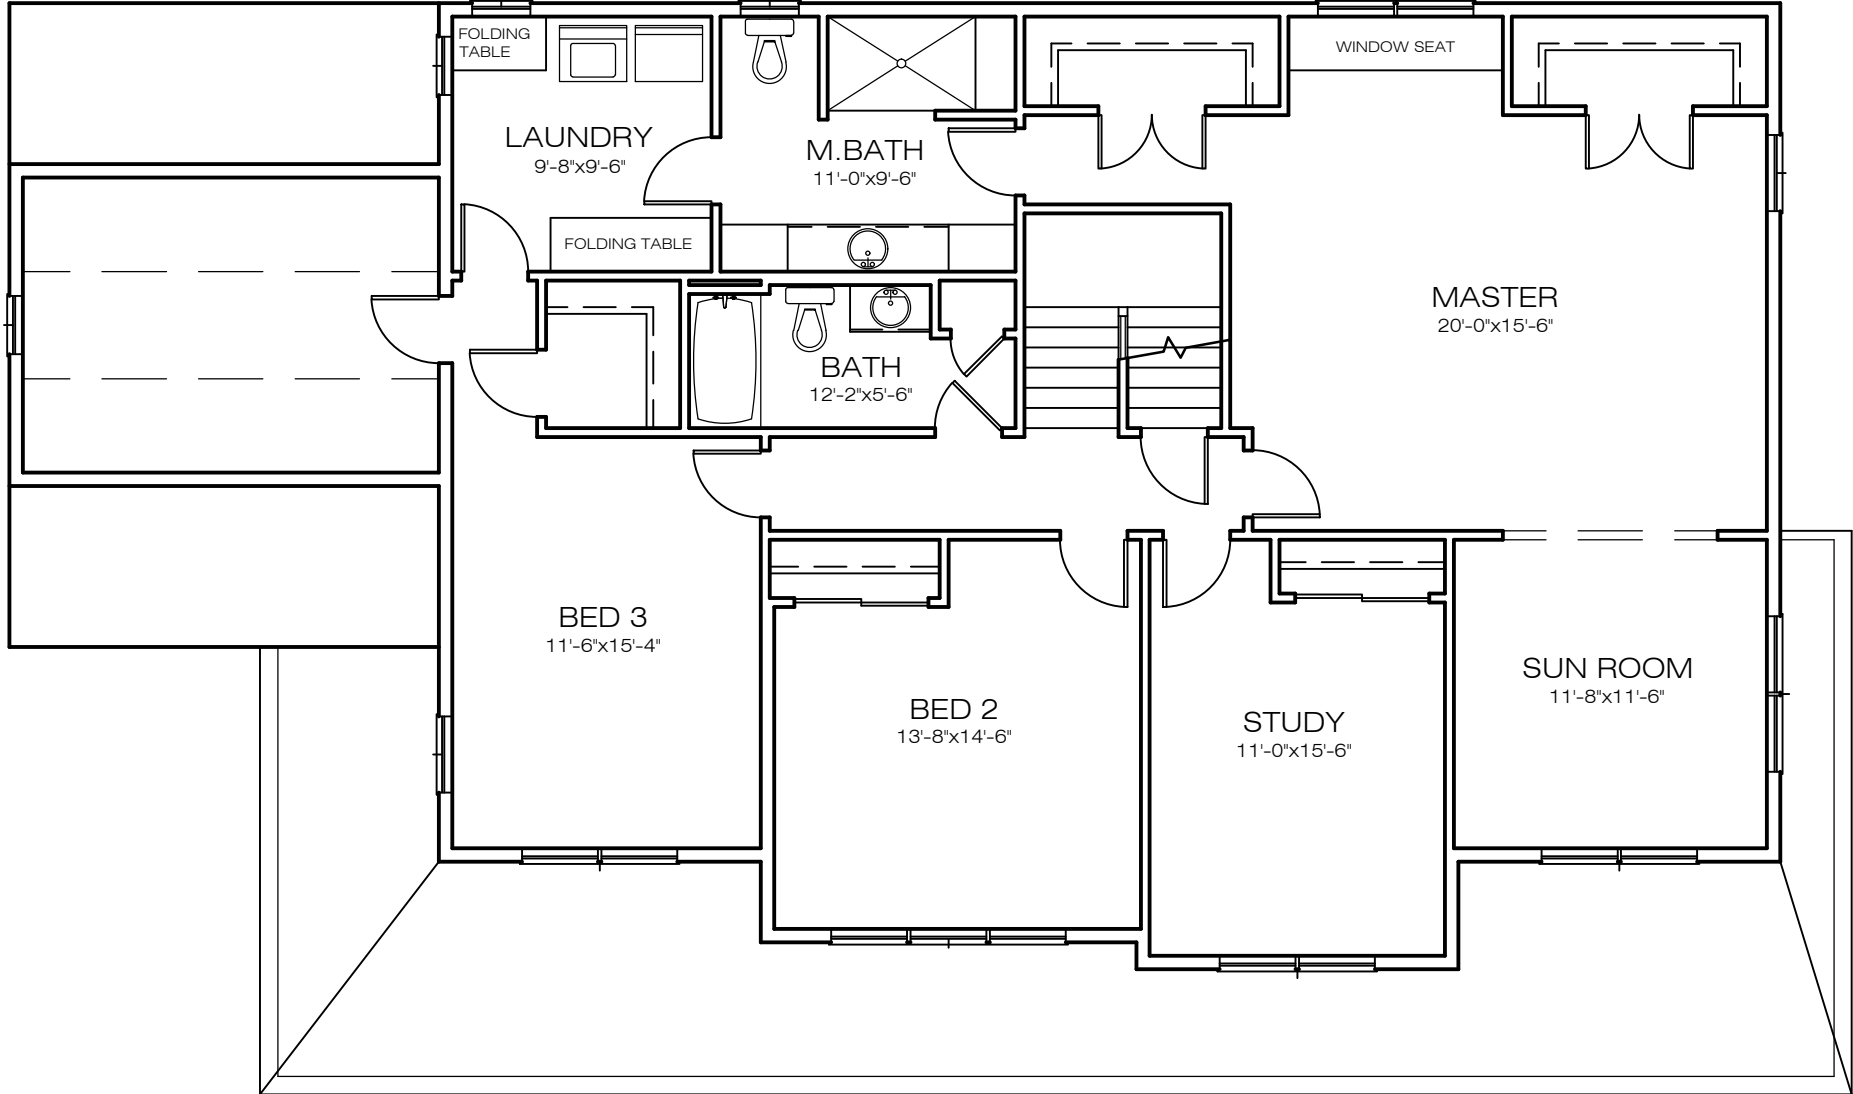 FOLDING
TABLE
WINDOW SEAT
LAUNDRY
9'-8"x9'-6"
M.BATH
11'-0"x9'-6"
FOLDING TABLE
MASTER
20'-0"x15'-6"
BATH
12'-2"x5'-6"
BED 3
11'-6"x15'-4"
SUN ROOM
11'-8"x11'-6"
BED 2
13'-8"x14'-6"
STUDY
11'-0"x15'-6"